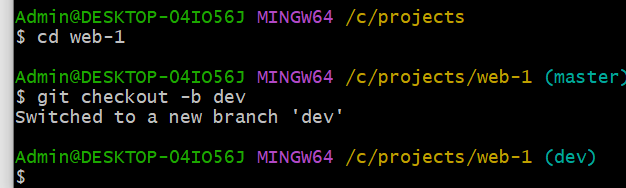 Admin@DESKTOP-04IO56J MINGW64 /c/projects
$ cd web-1
Admin@DESKTOP-04IO56J MINGW64 /c/projects/web-1 (master)
$ git checkout -b dev
Switched to a new branch 'dev'
Admin@DESKTOP-04IO56J MINGW64 /c/projects/web-1 (dev)
$